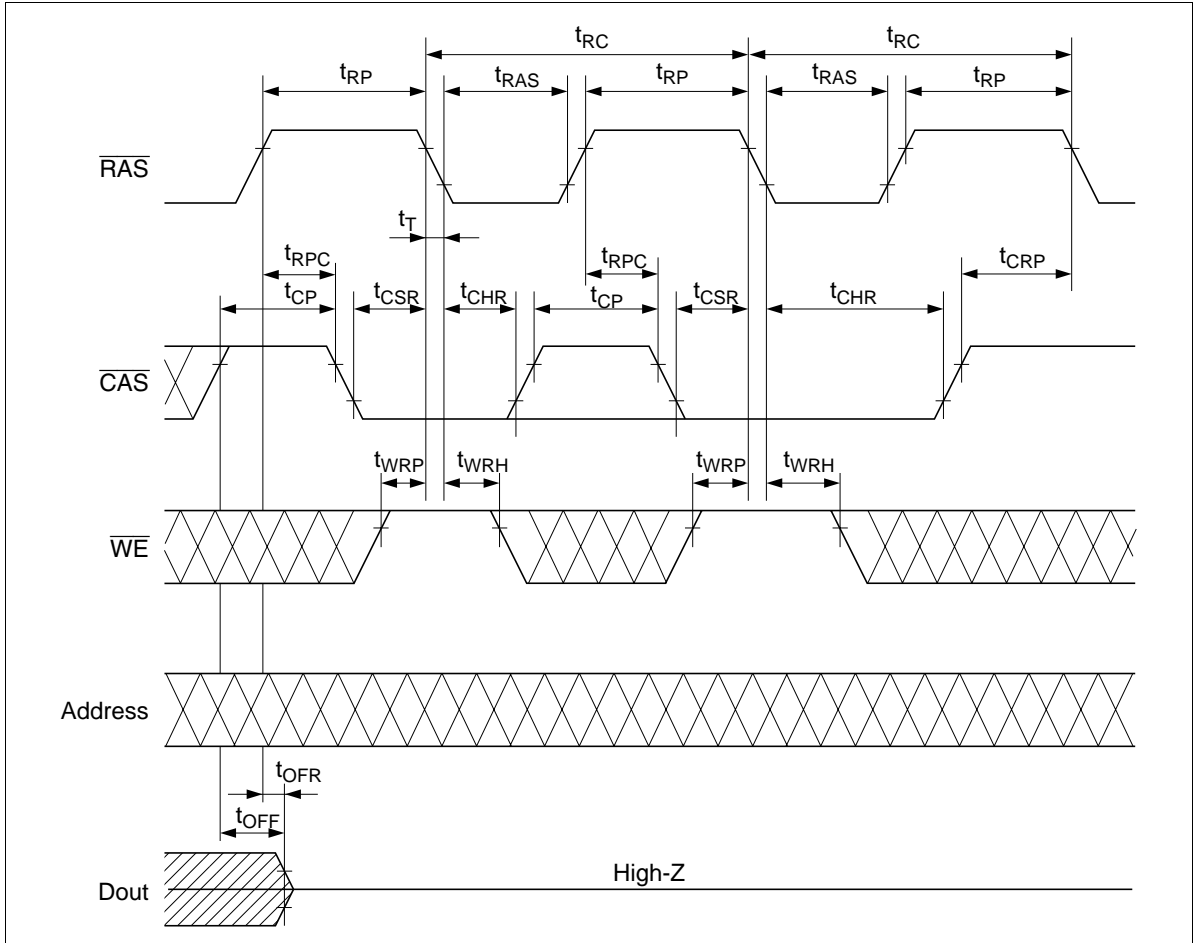 tRC tRC
tRP tRAS tRP tRAS tRP
RAS
tT
tRPC tRPC tCRP
tCP tCSR tCHR tCP tCSR tCHR
CAS
tWRP tWRH tWRP tWRH
WE
Address
tOFR
tOFF
High-Z
Dout